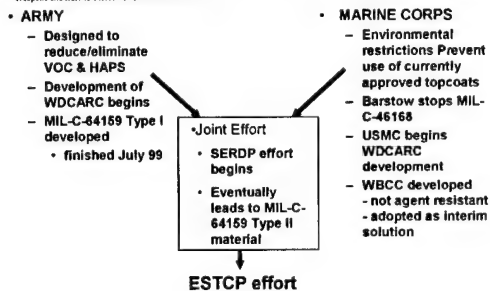 • ARMY
– Designed to
reduce/eliminate
VOC & HAPS
– Development of
WDCARC begins
– MIL-C-64159 Type I
developed
• finished July 99
• MARINE CORPS
– Environmental
restrictions Prevent
use of currently
approved topcoats
– Barstow stops MIL-
C-46168
– USMC begins
WDCARC
development
– WBCC developed
- not agent resistant
- adopted as interim
solution
•Joint Effort
• SERDP effort
begins
• Eventually
leads to MIL-C-
64159 Type II
material
ESTCP effort